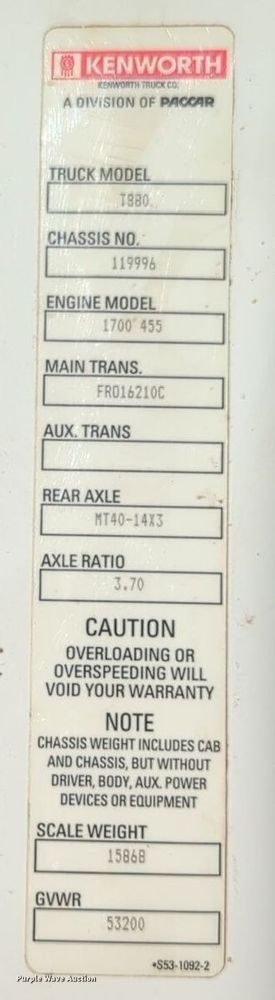 KENWORTH
KENWORTH TRUCK CO.
A DIVISION OF PACCAR
TRUCK MODEL
T880
CHASSIS NO.
119996
ENGINE MODEL
1700 455
MAIN TRANS.
FRO16210C
AUX. TRANS
REAR AXLE
MT40-14X3
AXLE RATIO
3.70
CAUTION
OVERLOADING OR
OVERSPEEDING WILL
VOID YOUR WARRANTY
NOTE
CHASSIS WEIGHT INCLUDES CAB
AND CHASSIS, BUT WITHOUT
DRIVER, BODY, AUX. POWER
DEVICES OR EQUIPMENT
SCALE WEIGHT
15868
GVWR
53200
*S53-1092-2
Purple Wave Auction